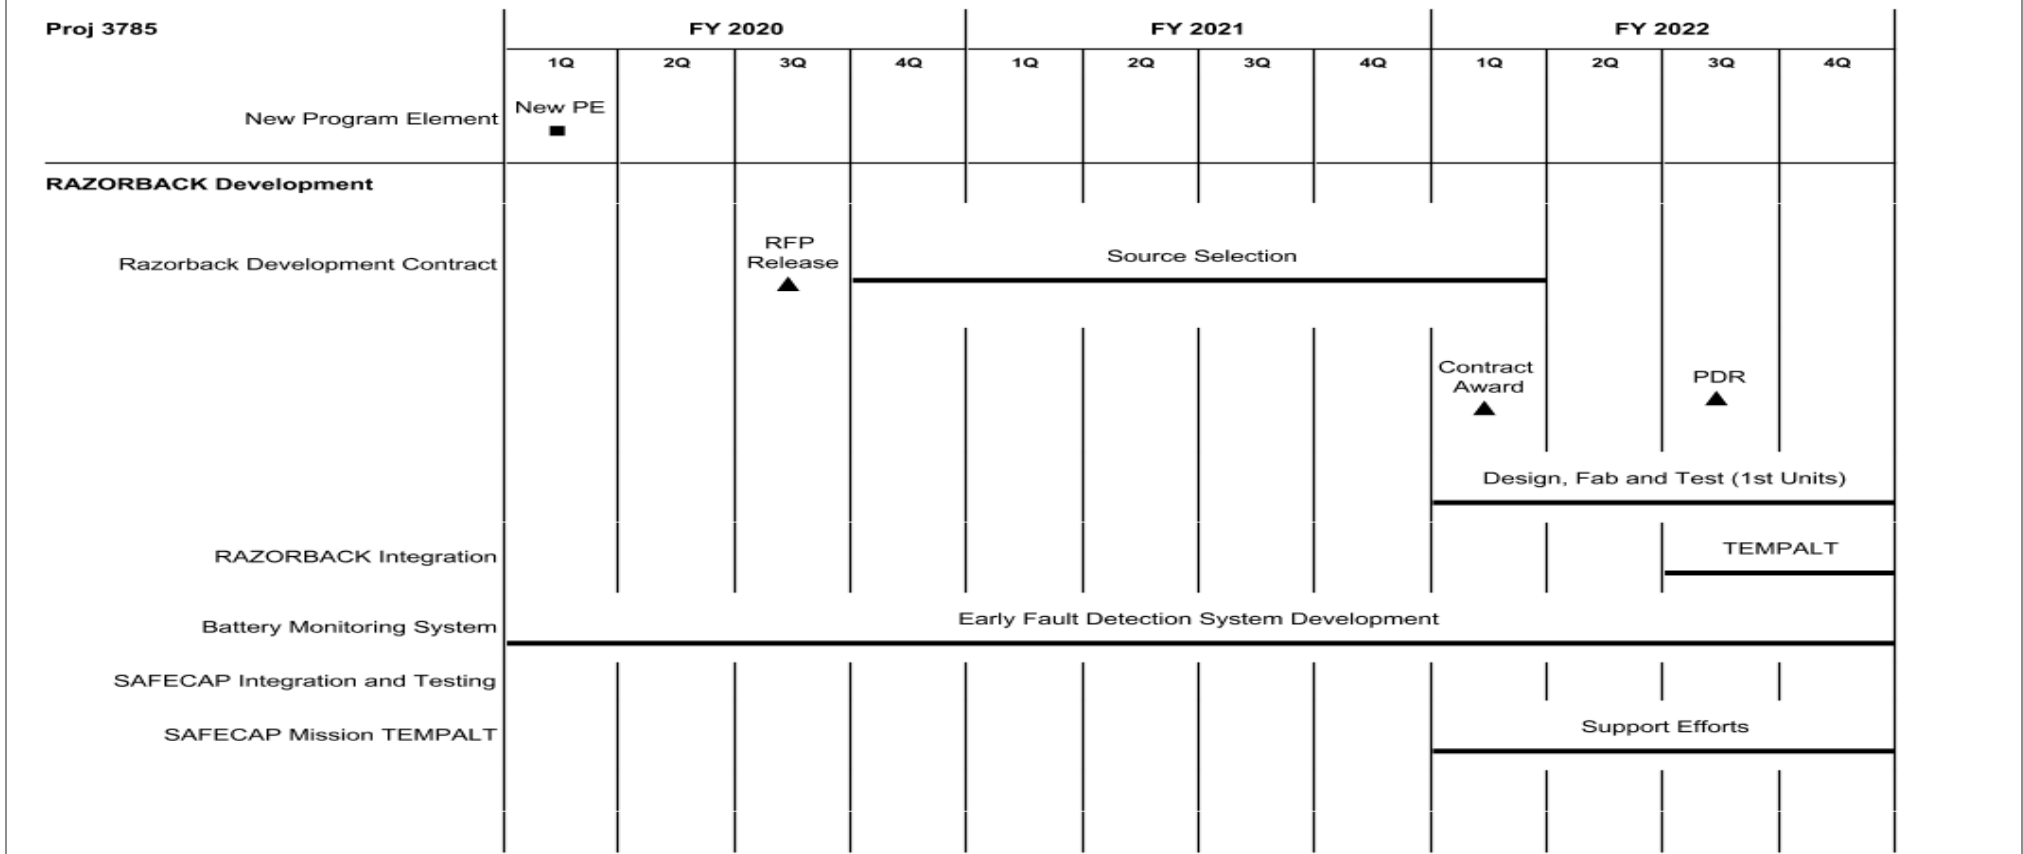 Proj 3785
FY 2020
FY 2021
FY 2022
1Q 2Q 3Q 4Q 1Q 2Q 3Q 4Q 1Q 2Q 3Q 4Q
New Program Element
New PE
RAZORBACK Development
Razorback Development Contract
RFP
Release
Source Selection
Contract
Award
PDR
Design, Fab and Test (1st Units)
RAZORBACK Integration
TEMPALT
Battery Monitoring System
Early Fault Detection System Development
SAFECAP Integration and Testing
SAFECAP Mission TEMPALT
Support Efforts